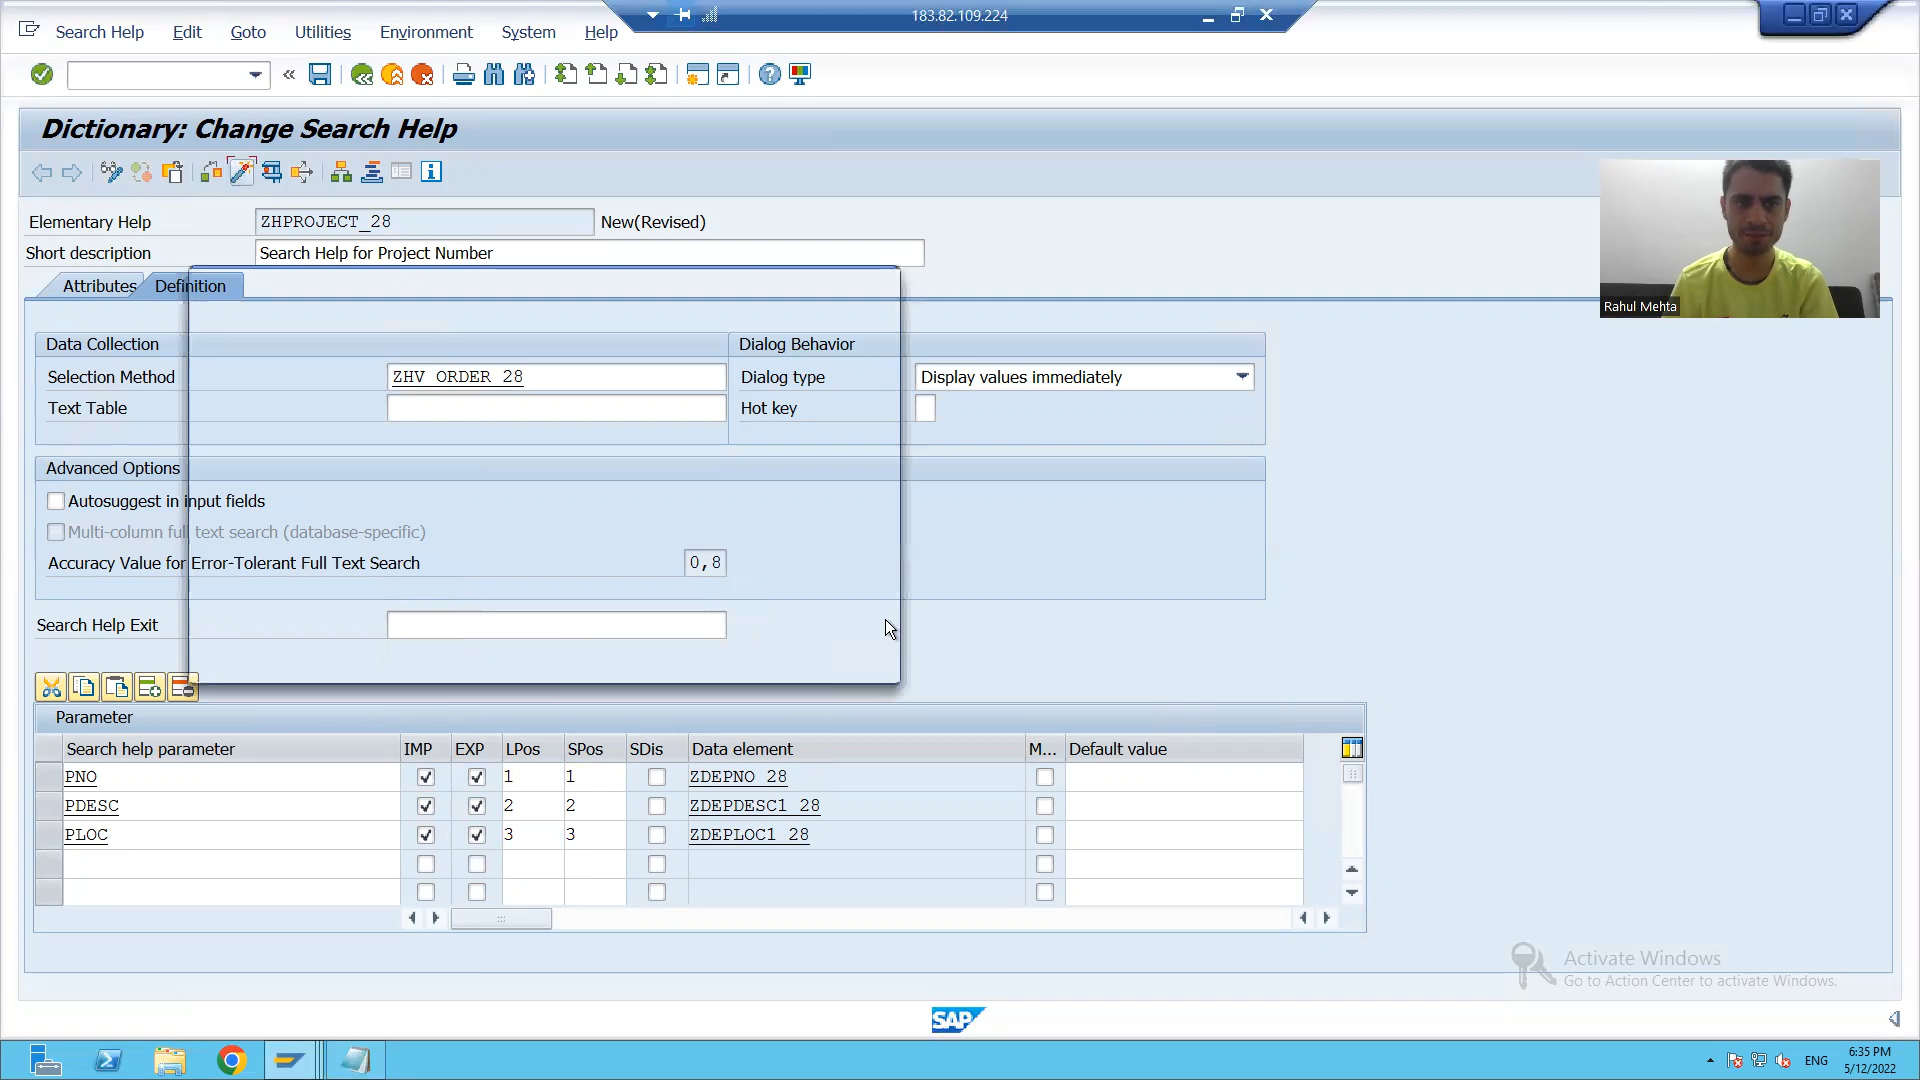 183.82.109.224
Search Help Edit Goto Utilities Environment System Help
Dictionary: Change Search Help
Elementary Help ZHPROJECT_28 New(Revised)
Short description Search Help for Project Number
Rahul Mehta
Attributes Definition
Data Collection Dialog Behavior
Selection Method ZHV_ORDER_28 Dialog type Display values immediately
Text Table Hot key
Advanced Options
Autosuggest in input fields
Multi-column full text search (database-specific)
Accuracy Value for Error-Tolerant Full Text Search 0,8
Search Help Exit
Parameter
Search help parameter IMP EXP LPos SPos SDis Data element M... Default value
PNO 1 1 ZDEPNO_28
PDESC 2 2 ZDEPDESC1_28
PLOC 3 3 ZDEPLOC1_28
Activate Windows
Go to Action Center to activate Windows.
SAP
ENG 6:35 PM
5/12/2022